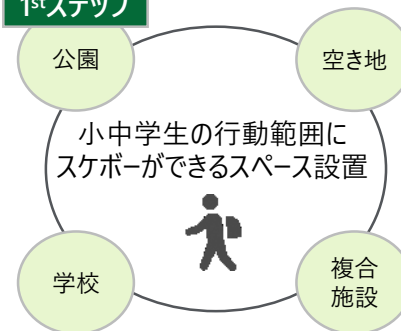 1stステップ
公園
空き地
小中学生の行動範囲に
スケボーができるスペース設置
学校
複合
施設